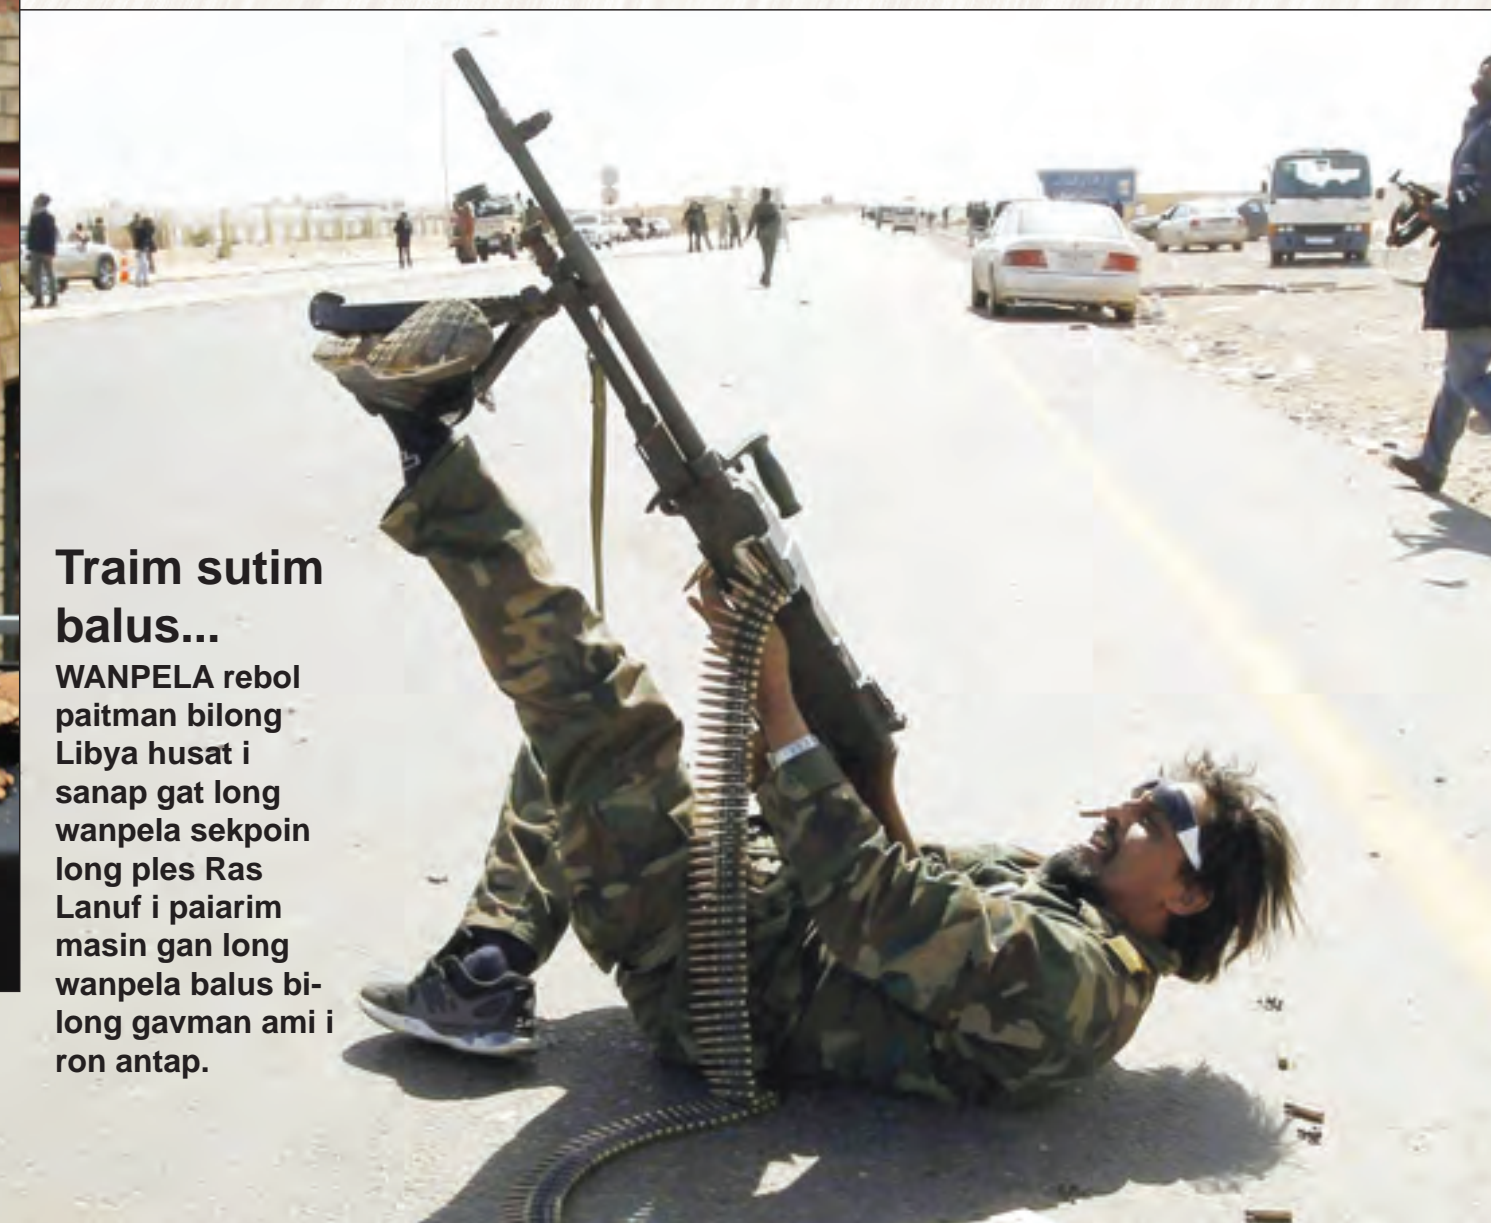 Traim sutim
balus...
WANPELA rebol
paitman bilong
Libya husat i
sanap gat long
wanpela sekpoin
long ples Ras
Lanuf i paiarim
masin gan long
wanpela balus bi-
long gavman ami i
ron antap.